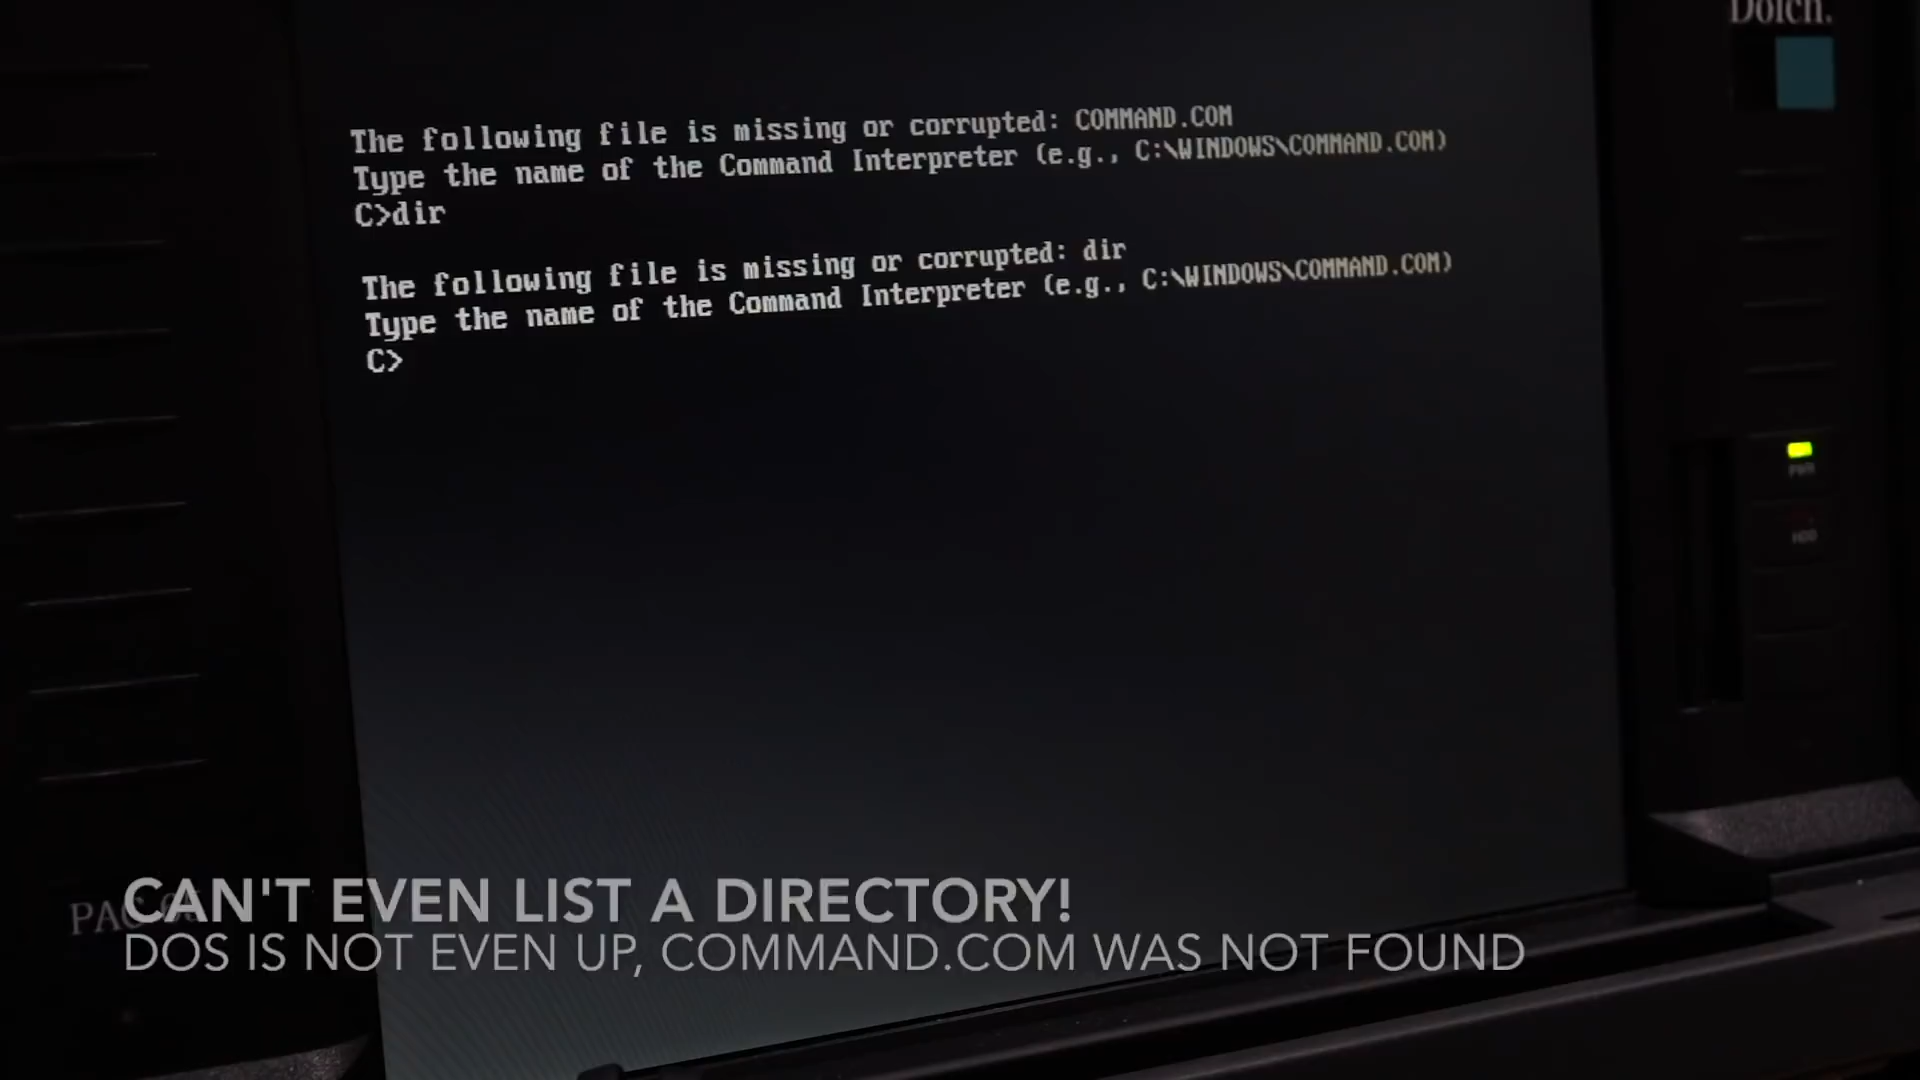 Dolch.
The following file is missing or corrupted: COMMAND.COM
Type the name of the Command Interpreter (e.g., C:\WINDOWS\COMMAND.COM)
C>dir
The following file is missing or corrupted: dir
Type the name of the Command Interpreter (e.g., C:\WINDOWS\COMMAND.COM)
C>
PWR
HDD
CAN'T EVEN LIST A DIRECTORY!
DOS IS NOT EVEN UP, COMMAND.COM WAS NOT FOUND